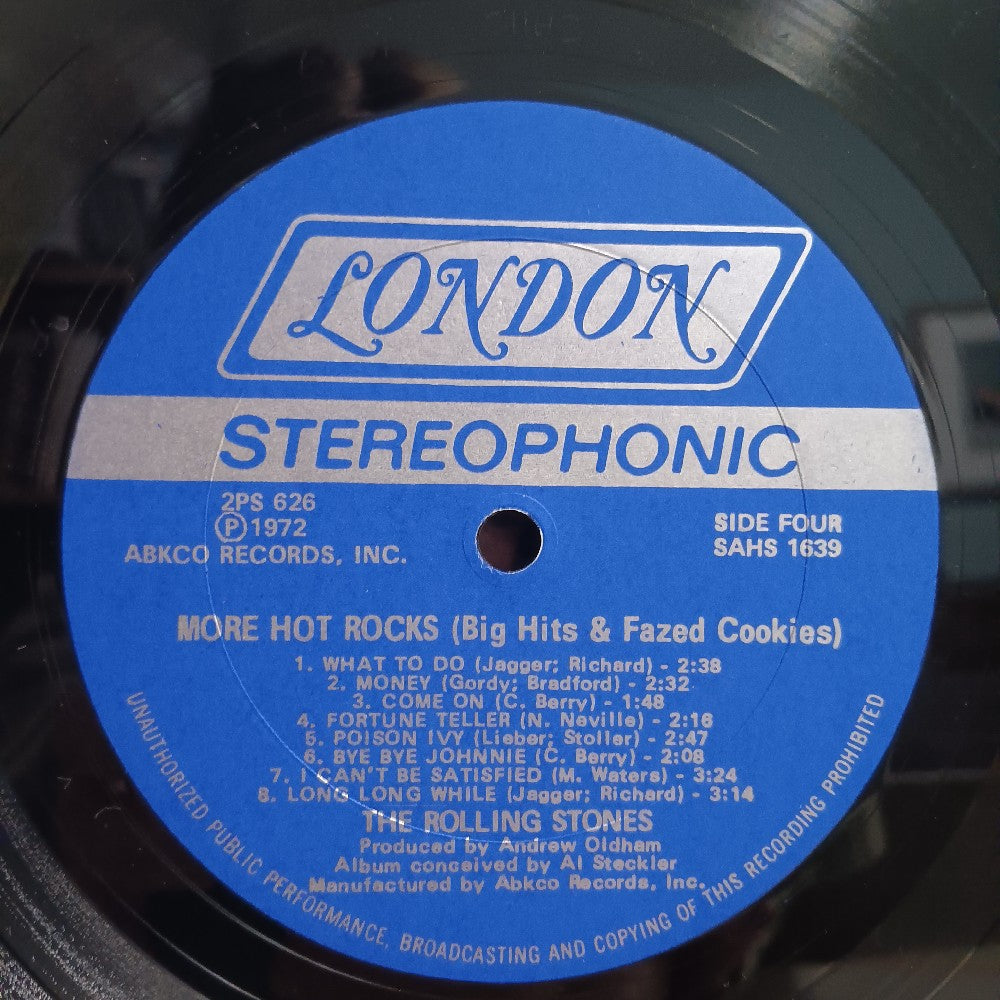 LONDON
STEREOPHONIC
2PS 626
Ⓟ1972
ABKCO RECORDS, INC.
SIDE FOUR
SAHS 1639
MORE HOT ROCKS (Big Hits & Fazed Cookies)
1. WHAT TO DO (Jagger; Richard) - 2:38
2. MONEY (Gordy; Bradford) - 2:32
3. COME ON (C. Berry) - 1:48
4. FORTUNE TELLER (N. Neville) - 2:16
5. POISON IVY (Lieber; Stoller) - 2:47
6. BYE BYE JOHNNIE (C. Berry) - 2:08
7. I CAN'T BE SATISFIED (M. Waters) - 3:24
8. LONG LONG WHILE (Jagger; Richard) - 3:14
THE ROLLING STONES
Produced by Andrew Oldham
Album conceived by Al Steckler
Manufactured by Abkco Records, Inc.
UNAUTHORIZED PUBLIC PERFORMANCE, BROADCASTING AND COPYING OF THIS RECORDING PROHIBITED